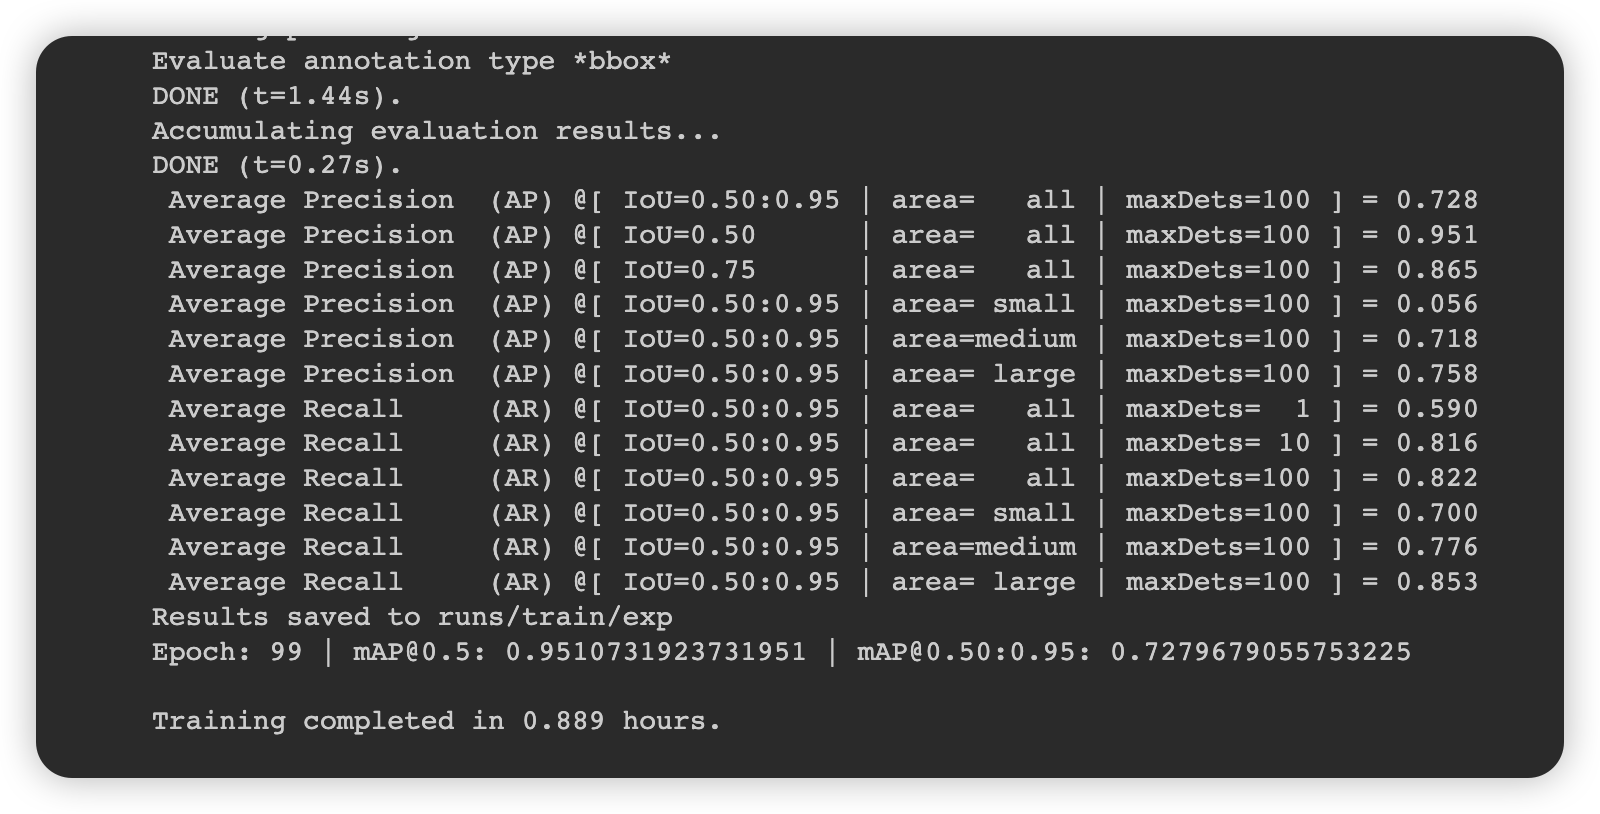 Evaluate annotation type *bbox*
DONE (t=1.44s).
Accumulating evaluation results...
DONE (t=0.27s).
 Average Precision  (AP) @[ IoU=0.50:0.95 | area=   all | maxDets=100 ] = 0.728
 Average Precision  (AP) @[ IoU=0.50      | area=   all | maxDets=100 ] = 0.951
 Average Precision  (AP) @[ IoU=0.75      | area=   all | maxDets=100 ] = 0.865
 Average Precision  (AP) @[ IoU=0.50:0.95 | area= small | maxDets=100 ] = 0.056
 Average Precision  (AP) @[ IoU=0.50:0.95 | area=medium | maxDets=100 ] = 0.718
 Average Precision  (AP) @[ IoU=0.50:0.95 | area= large | maxDets=100 ] = 0.758
 Average Recall     (AR) @[ IoU=0.50:0.95 | area=   all | maxDets=  1 ] = 0.590
 Average Recall     (AR) @[ IoU=0.50:0.95 | area=   all | maxDets= 10 ] = 0.816
 Average Recall     (AR) @[ IoU=0.50:0.95 | area=   all | maxDets=100 ] = 0.822
 Average Recall     (AR) @[ IoU=0.50:0.95 | area= small | maxDets=100 ] = 0.700
 Average Recall     (AR) @[ IoU=0.50:0.95 | area=medium | maxDets=100 ] = 0.776
 Average Recall     (AR) @[ IoU=0.50:0.95 | area= large | maxDets=100 ] = 0.853
Results saved to runs/train/exp
Epoch: 99 | mAP@0.5: 0.9510731923731951 | mAP@0.50:0.95: 0.7279679055753225
Training completed in 0.889 hours.